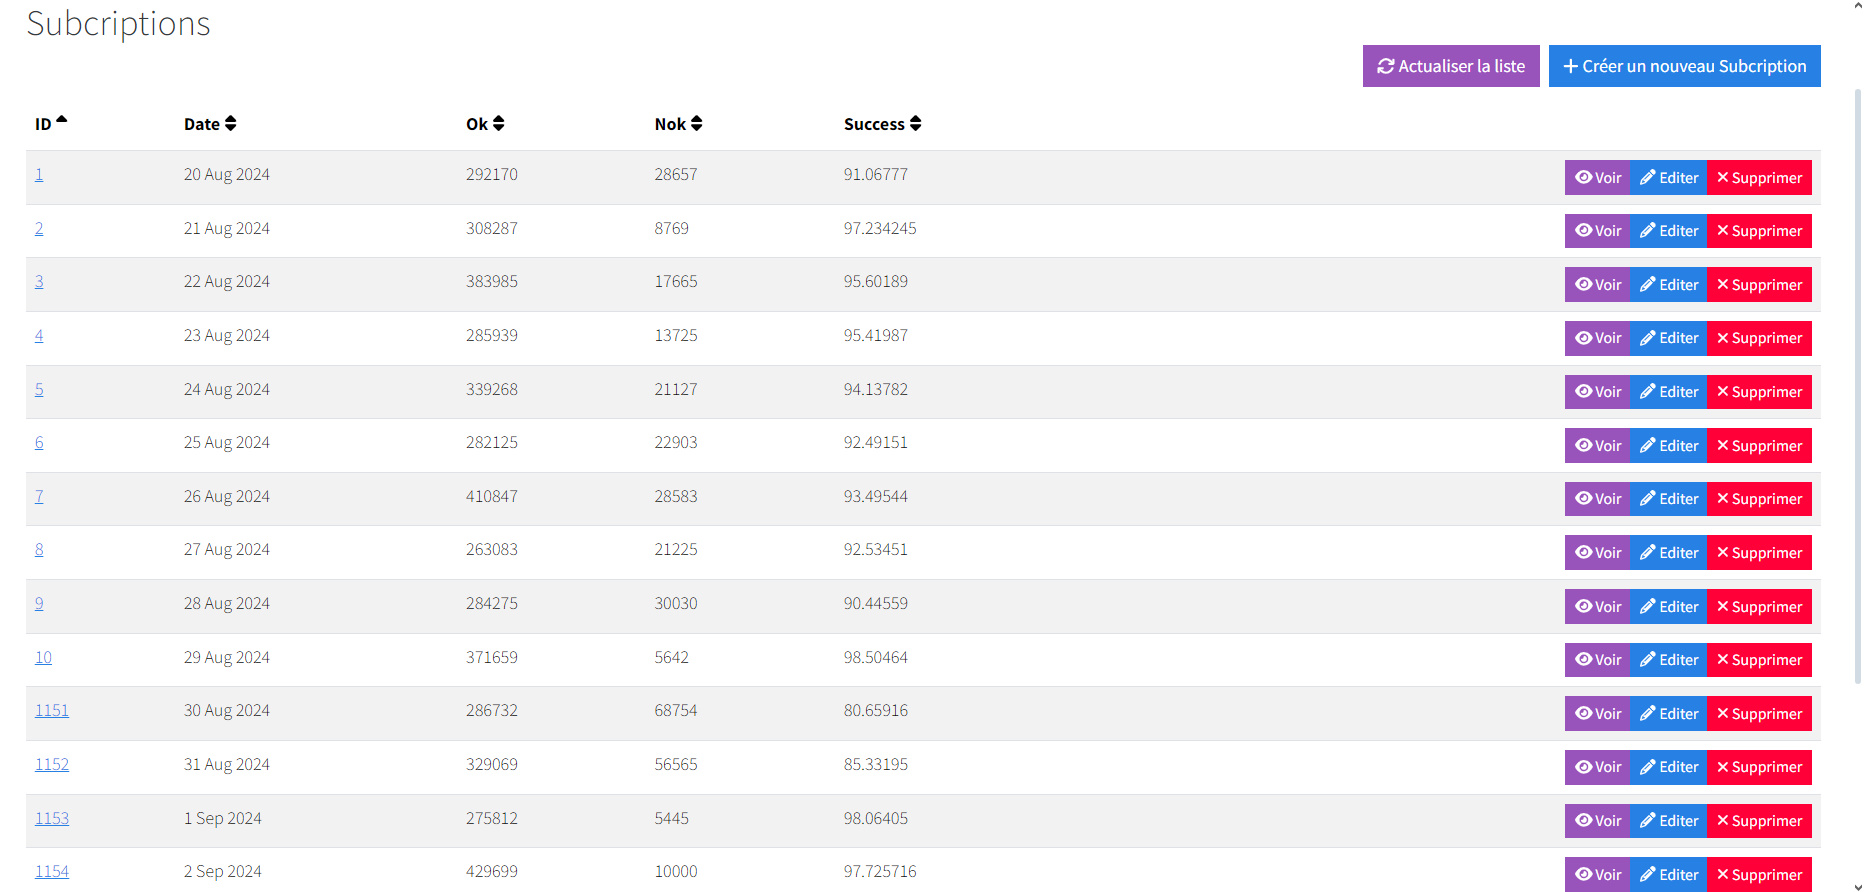 Subcriptions
Actualiser la liste Créer un nouveau Subcription
ID Date Ok Nok Success
1 20 Aug 2024 292170 28657 91.06777 Voir Editer Supprimer
2 21 Aug 2024 308287 8769 97.234245 Voir Editer Supprimer
3 22 Aug 2024 383985 17665 95.60189 Voir Editer Supprimer
4 23 Aug 2024 285939 13725 95.41987 Voir Editer Supprimer
5 24 Aug 2024 339268 21127 94.13782 Voir Editer Supprimer
6 25 Aug 2024 282125 22903 92.49151 Voir Editer Supprimer
7 26 Aug 2024 410847 28583 93.49544 Voir Editer Supprimer
8 27 Aug 2024 263083 21225 92.53451 Voir Editer Supprimer
9 28 Aug 2024 284275 30030 90.44559 Voir Editer Supprimer
10 29 Aug 2024 371659 5642 98.50464 Voir Editer Supprimer
1151 30 Aug 2024 286732 68754 80.65916 Voir Editer Supprimer
1152 31 Aug 2024 329069 56565 85.33195 Voir Editer Supprimer
1153 1 Sep 2024 275812 5445 98.06405 Voir Editer Supprimer
1154 2 Sep 2024 429699 10000 97.725716 Voir Editer Supprimer